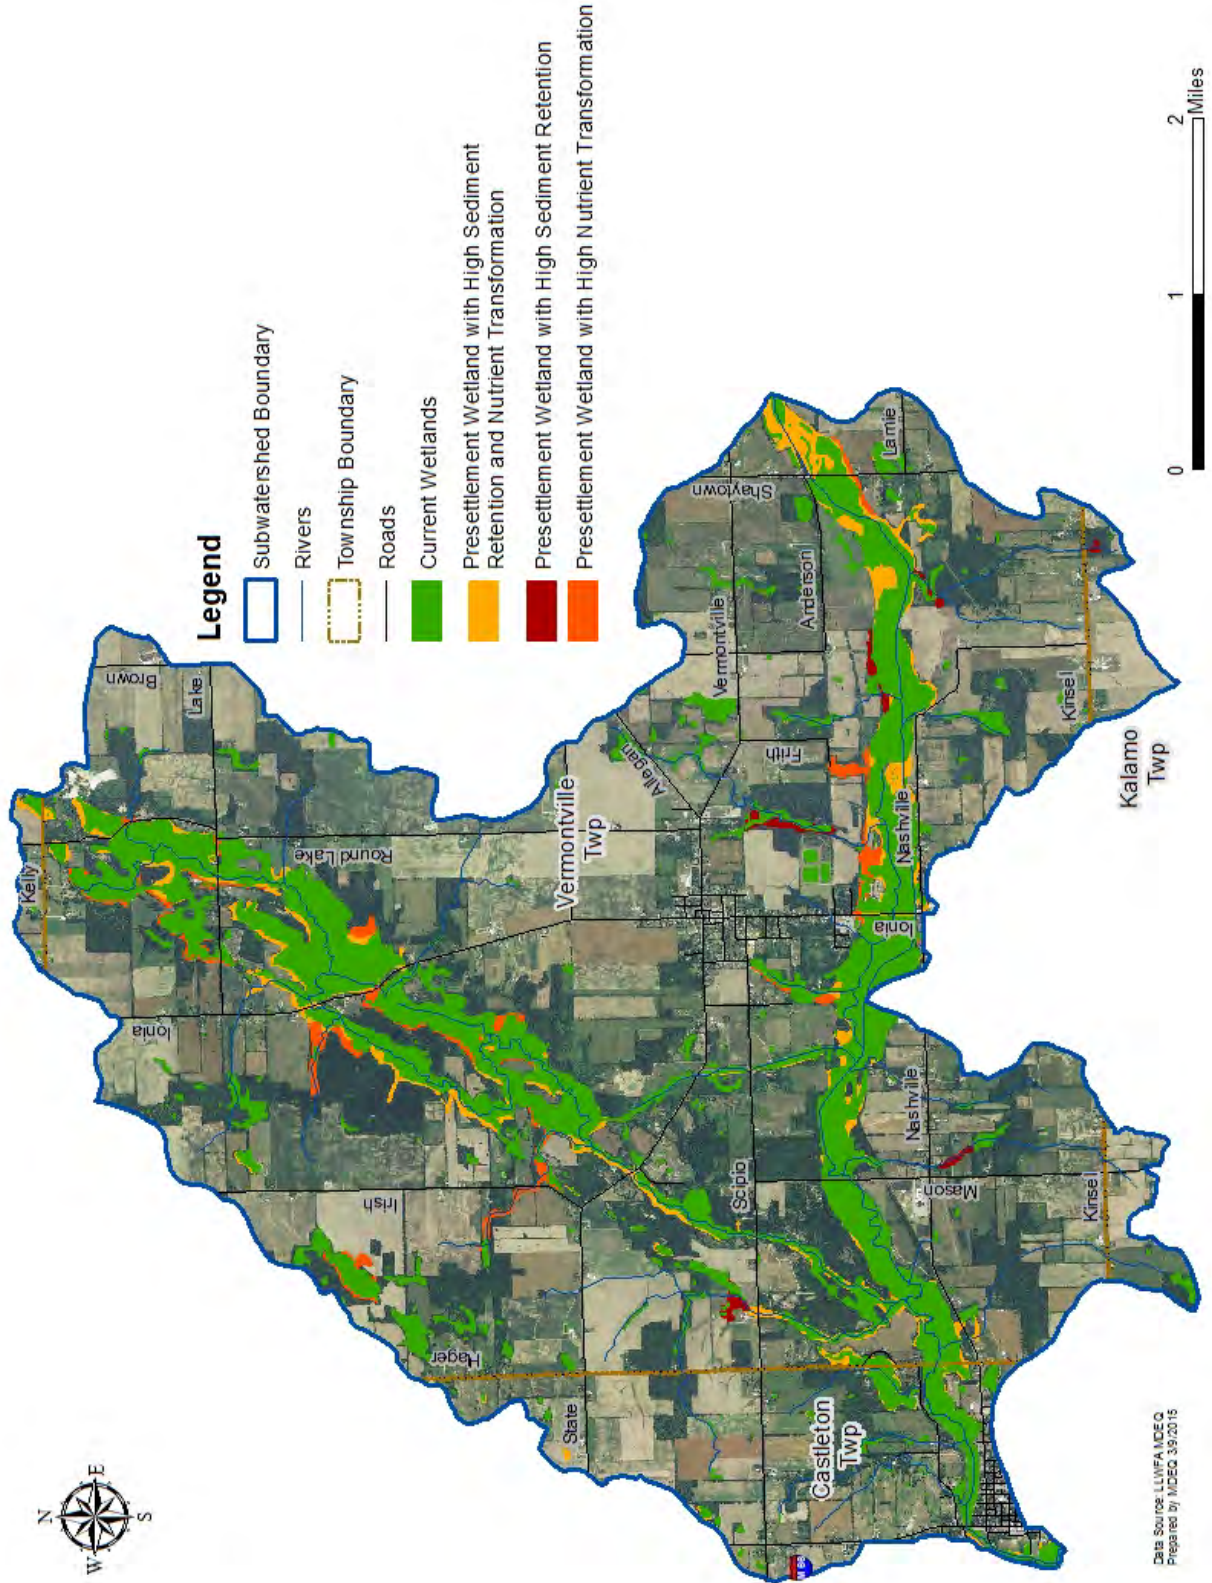 N
W
E
S
Legend
Subwatershed Boundary
Rivers
Township Boundary
Roads
Current Wetlands
Presettlement Wetland with High Sediment
Retention and Nutrient Transformation
Presettlement Wetland with High Sediment Retention
Presettlement Wetland with High Nutrient Transformation
Kelly
Brown
Lake
Ionia
Round Lake
Irish
Hager
State
Vermontville
Twp
Allegan
Vermontville
Frith
Anderson
Shaytown
Lamie
Scipio
Ionia
Nashville
Nashville
Mason
Kinsel
Kinsel
Castleton
Twp
Kalamo
Twp
M 66
0
1
2
Miles
Data Source: LLWFA MDEQ
Prepared by MDEQ 3/9/2015